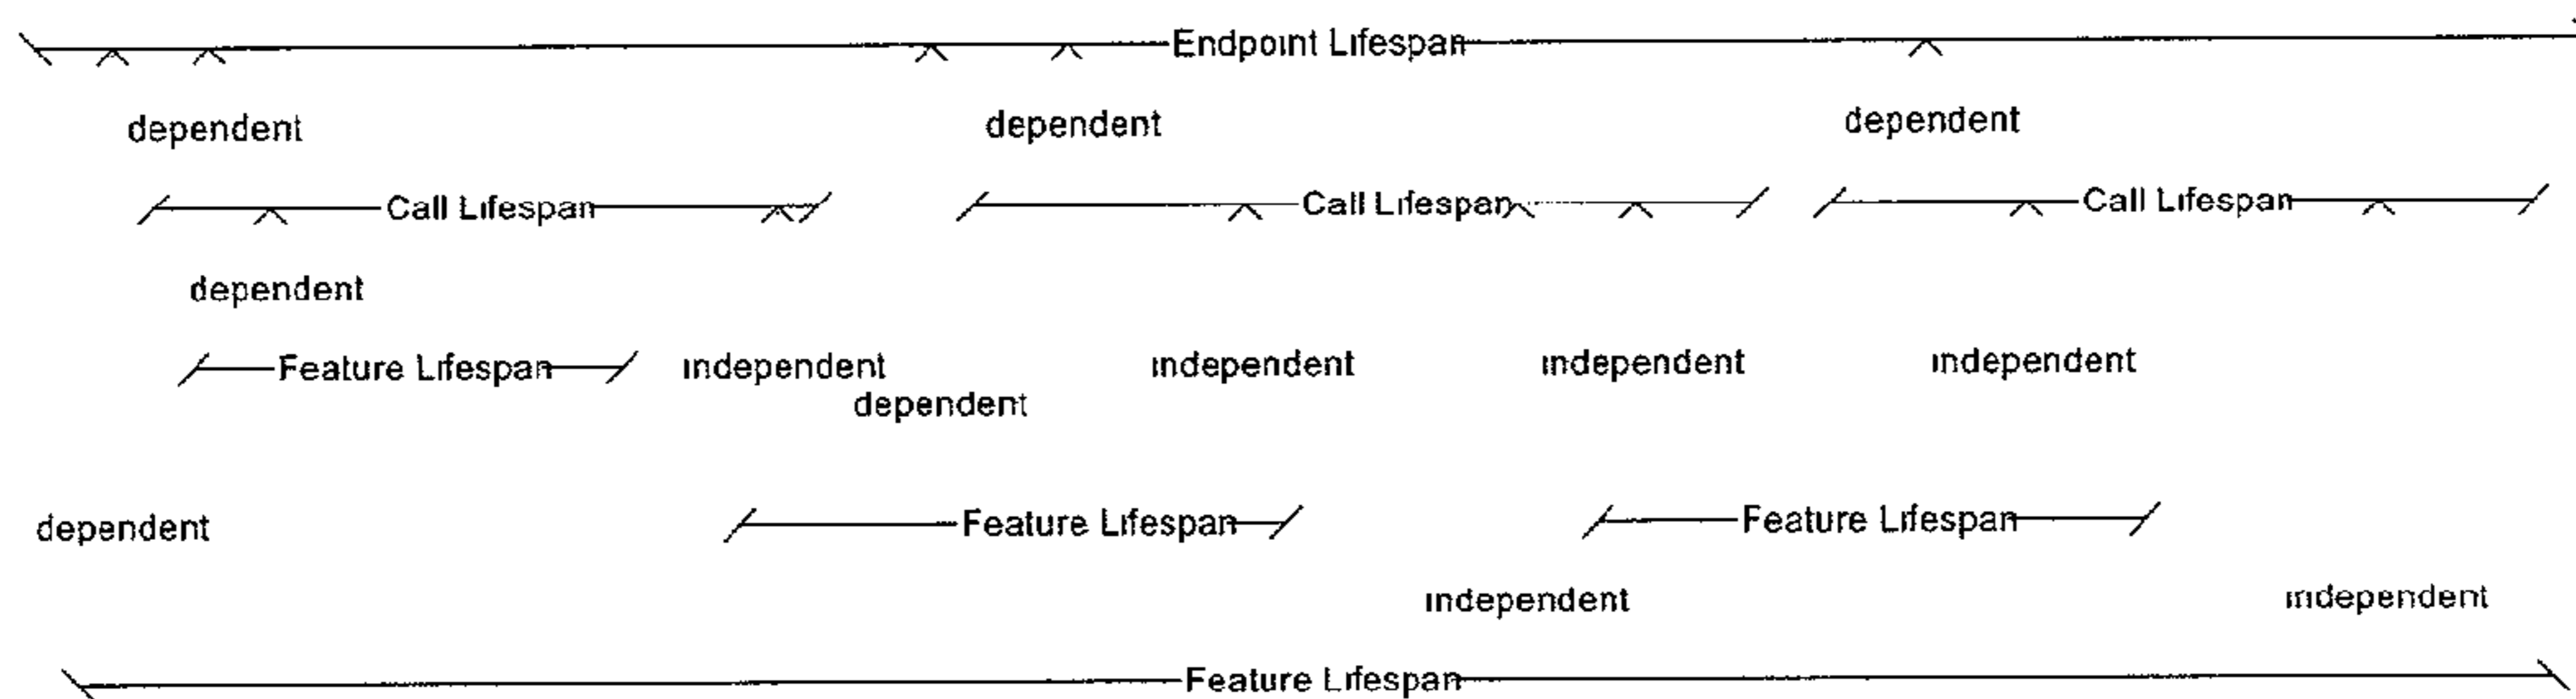 Endpoint Lifespan
dependent dependent dependent
Call Lifespan Call Lifespan Call Lifespan
dependent
Feature Lifespan independent independent independent independent
dependent
dependent Feature Lifespan Feature Lifespan
independent independent
Feature Lifespan